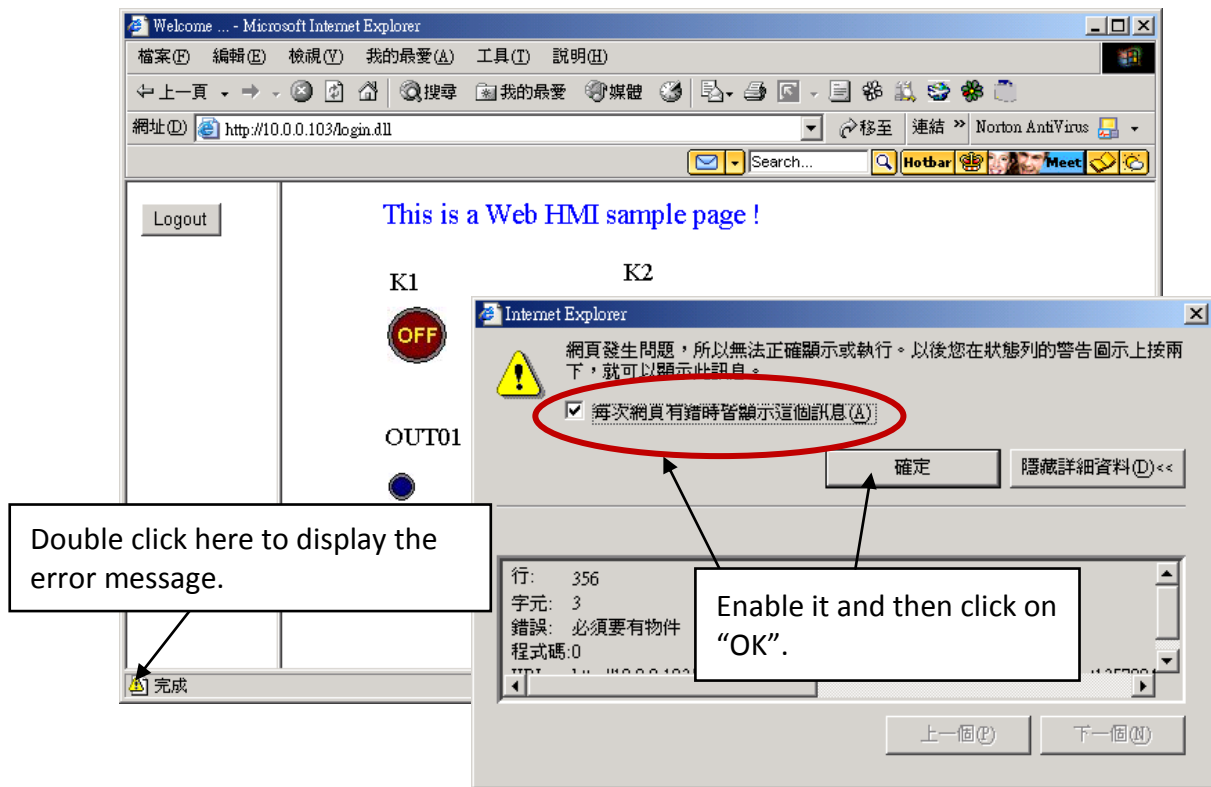 Welcome ... - Microsoft Internet Explorer
檔案(F) 編輯(E) 檢視(V) 我的最愛(A) 工具(T) 説明(H)
上一頁 搜尋 我的最愛 媒體
網址(D) http://10.0.0.103/login.dll 移至 連結 » Norton AntiVirus
Search... Hotbar Meet
Logout
This is a Web HMI sample page !
K1
K2
OFF
OUT01
Internet Explorer
網頁發生問題，所以無法正確顯示或執行。以後您在狀態列的警告圖示上按兩
下，就可以顯示此訊息。
每次網頁有錯時皆顯示這個訊息(A)
確定
隱藏詳細資料(D)<<
Double click here to display the
error message.
行: 356
字元: 3
錯誤: 必須要有物件
程式碼:0
Enable it and then click on
“OK”.
完成
上一個(P)
下一個(N)